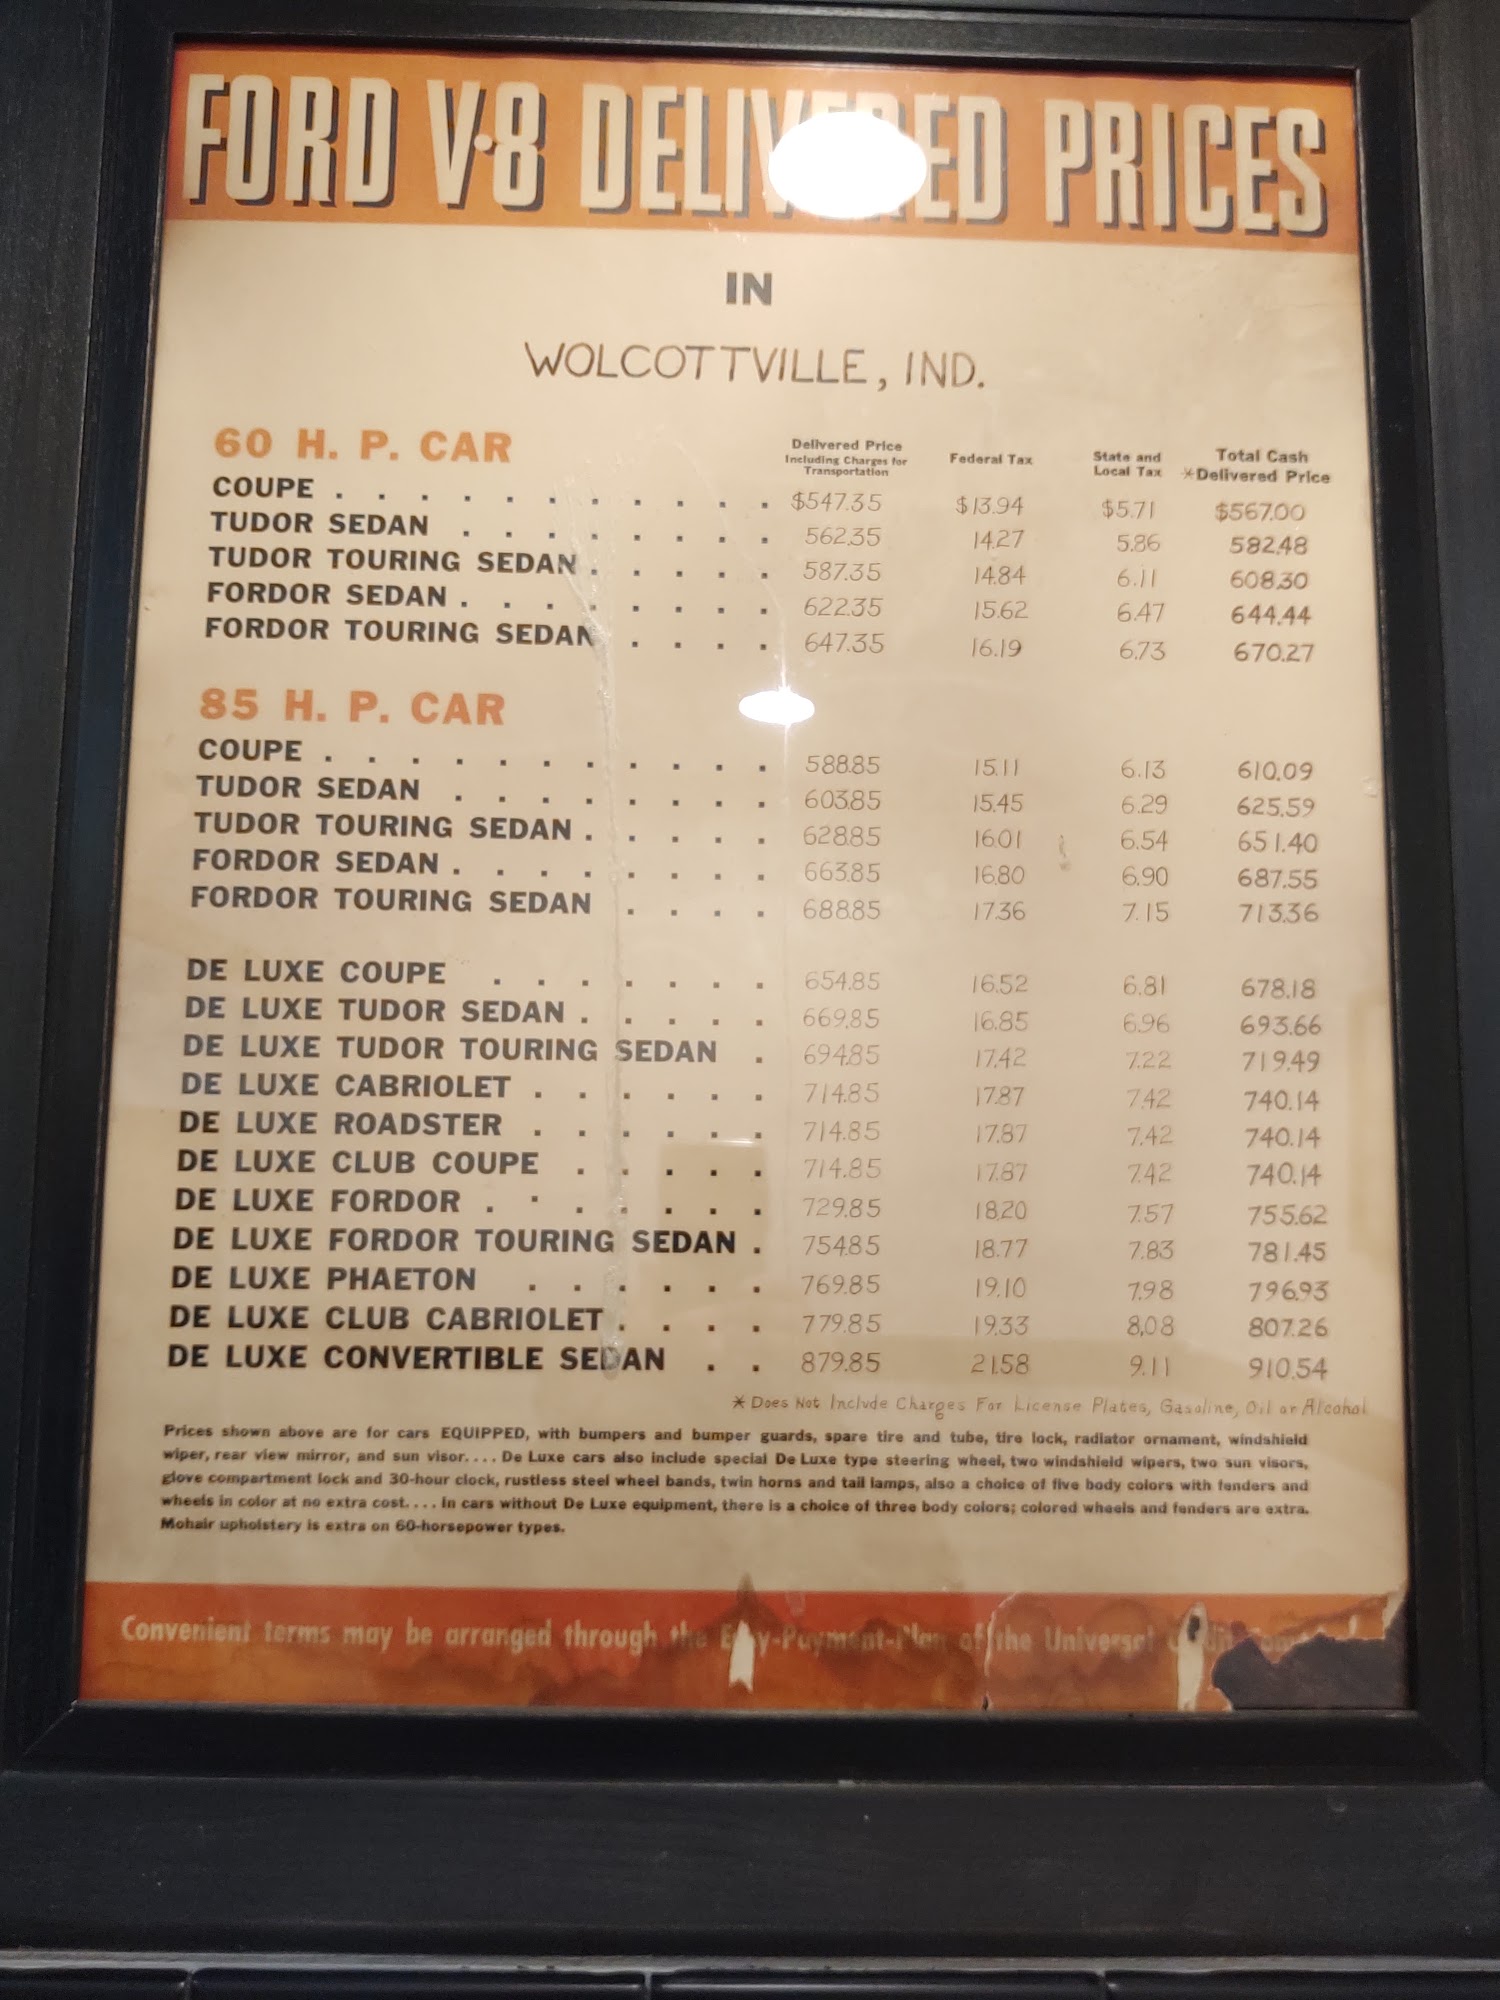 FORD V·8 DELIVERED PRICES
IN
WOLCOTTVILLE, IND.
60 H. P. CAR
Delivered Price Including Charges for Transportation Federal Tax State and Local Tax Total Cash *Delivered Price
COUPE . . . . . . . . . . . $547.35 $13.94 $5.71 $567.00
TUDOR SEDAN . . . . . . . . 562.35 14.27 5.86 582.48
TUDOR TOURING SEDAN . . . . . 587.35 14.84 6.11 608.30
FORDOR SEDAN . . . . . . . . 622.35 15.62 6.47 644.44
FORDOR TOURING SEDAN . . . . 647.35 16.19 6.73 670.27
85 H. P. CAR
COUPE . . . . . . . . . . . 588.85 15.11 6.13 610.09
TUDOR SEDAN . . . . . . . . 603.85 15.45 6.29 625.59
TUDOR TOURING SEDAN . . . . . 628.85 16.01 6.54 651.40
FORDOR SEDAN . . . . . . . . 663.85 16.80 6.90 687.55
FORDOR TOURING SEDAN . . . . 688.85 17.36 7.15 713.36
DE LUXE COUPE . . . . . . . 654.85 16.52 6.81 678.18
DE LUXE TUDOR SEDAN . . . . . 669.85 16.85 6.96 693.66
DE LUXE TUDOR TOURING SEDAN . 694.85 17.42 7.22 719.49
DE LUXE CABRIOLET . . . . . . 714.85 17.87 7.42 740.14
DE LUXE ROADSTER . . . . . . 714.85 17.87 7.42 740.14
DE LUXE CLUB COUPE . . . . . 714.85 17.87 7.42 740.14
DE LUXE FORDOR . . . . . . . 729.85 18.20 7.57 755.62
DE LUXE FORDOR TOURING SEDAN . 754.85 18.77 7.83 781.45
DE LUXE PHAETON . . . . . . 769.85 19.10 7.98 796.93
DE LUXE CLUB CABRIOLET . . . . 779.85 19.33 8.08 807.26
DE LUXE CONVERTIBLE SEDAN . . 879.85 21.58 9.11 910.54
* Does Not Include Charges For License Plates, Gasoline, Oil or Alcohol
Prices shown above are for cars EQUIPPED, with bumpers and bumper guards, spare tire and tube, tire lock, radiator ornament, windshield
wiper, rear view mirror, and sun visor.... De Luxe cars also include special De Luxe type steering wheel, two windshield wipers, two sun visors,
glove compartment lock and 30-hour clock, rustless steel wheel bands, twin horns and tail lamps, also a choice of five body colors with fenders and
wheels in color at no extra cost.... In cars without De Luxe equipment, there is a choice of three body colors; colored wheels and fenders are extra.
Mohair upholstery is extra on 60-horsepower types.
Convenient terms may be arranged through the Easy-Payment-Plan of the Universal